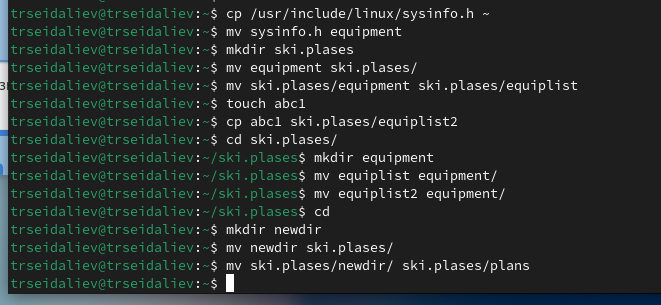 trseidaliev@trseidaliev:~$ cp /usr/include/linux/sysinfo.h ~
trseidaliev@trseidaliev:~$ mv sysinfo.h equipment
trseidaliev@trseidaliev:~$ mkdir ski.plases
trseidaliev@trseidaliev:~$ mv equipment ski.plases/
trseidaliev@trseidaliev:~$ mv ski.plases/equipment ski.plases/equiplist
trseidaliev@trseidaliev:~$ touch abc1
trseidaliev@trseidaliev:~$ cp abc1 ski.plases/equiplist2
trseidaliev@trseidaliev:~$ cd ski.plases/
trseidaliev@trseidaliev:~/ski.plases$ mkdir equipment
trseidaliev@trseidaliev:~/ski.plases$ mv equiplist equipment/
trseidaliev@trseidaliev:~/ski.plases$ mv equiplist2 equipment/
trseidaliev@trseidaliev:~/ski.plases$ cd
trseidaliev@trseidaliev:~$ mkdir newdir
trseidaliev@trseidaliev:~$ mv newdir ski.plases/
trseidaliev@trseidaliev:~$ mv ski.plases/newdir/ ski.plases/plans
trseidaliev@trseidaliev:~$